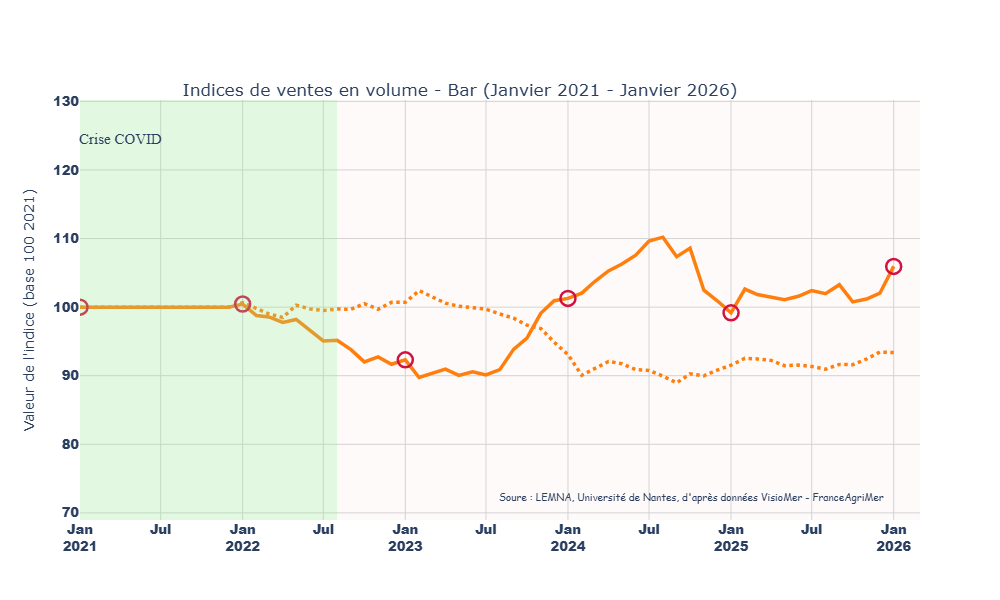 Indices de ventes en volume - Bar (Janvier 2021 - Janvier 2026)
130
Crise COVID
120
110
100
90
80
70
Valeur de l'indice (base 100 2021)
Soure : LEMNA, Université de Nantes, d'après données VisioMer - FranceAgriMer
Jan Jul Jan Jul Jan Jul Jan Jul Jan Jul Jan
2021 2022 2023 2024 2025 2026